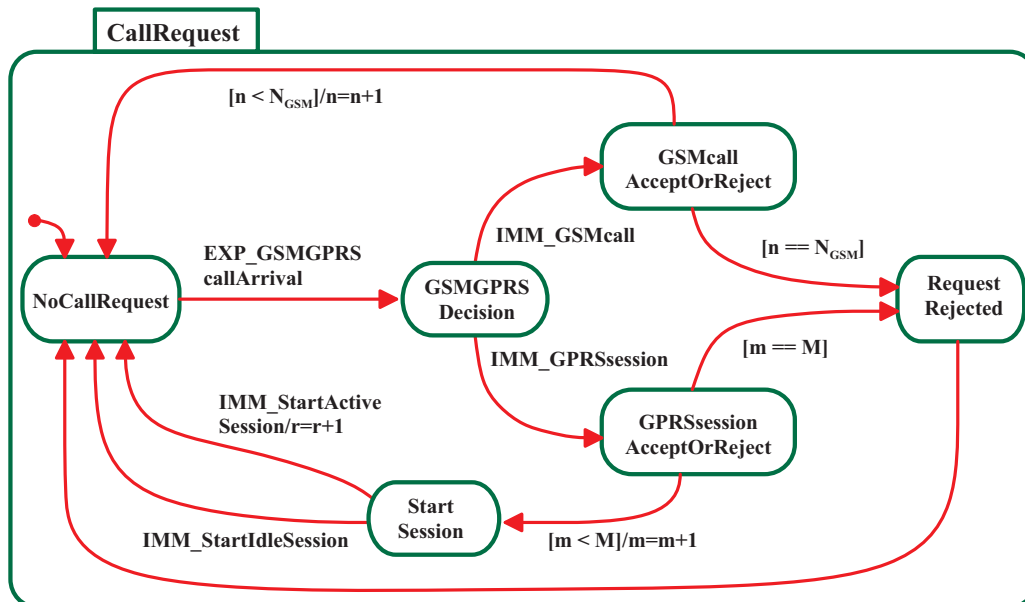 CallRequest
[n < N_GSM]/n=n+1
GSMcall
AcceptOrReject
IMM_GSMcall
EXP_GSMGPRS
callArrival
[n == N_GSM]
NoCallRequest
GSMGPRS
Decision
Request
Rejected
IMM_GPRSsession
[m == M]
IMM_StartActive
Session/r=r+1
GPRSsession
AcceptOrReject
Start
Session
IMM_StartIdleSession
[m < M]/m=m+1